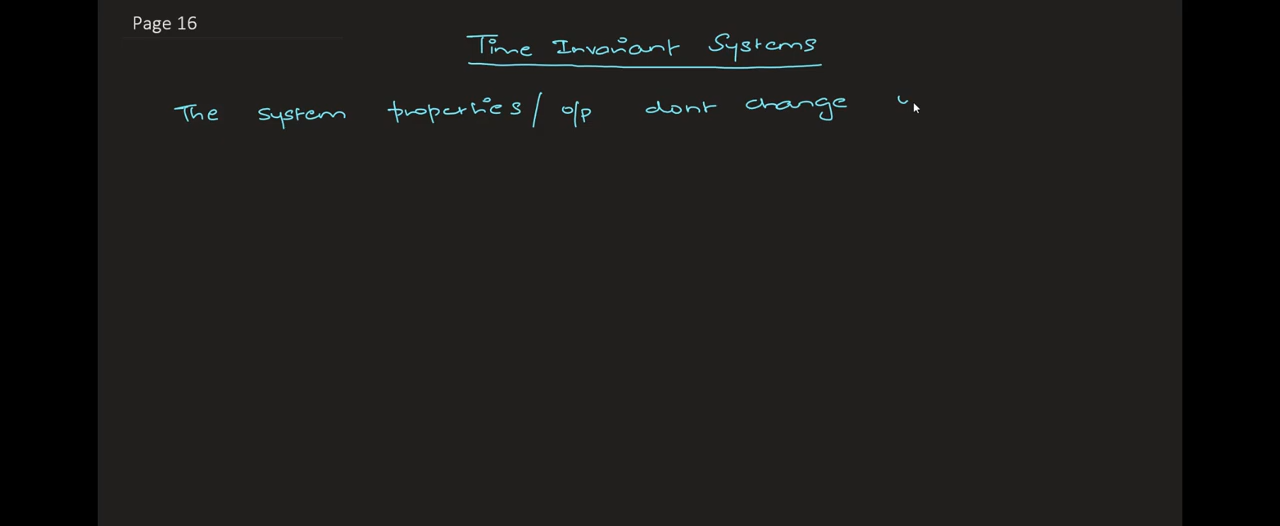 Page 16
Time Invariant Systems
The system properties/ o/p dont change